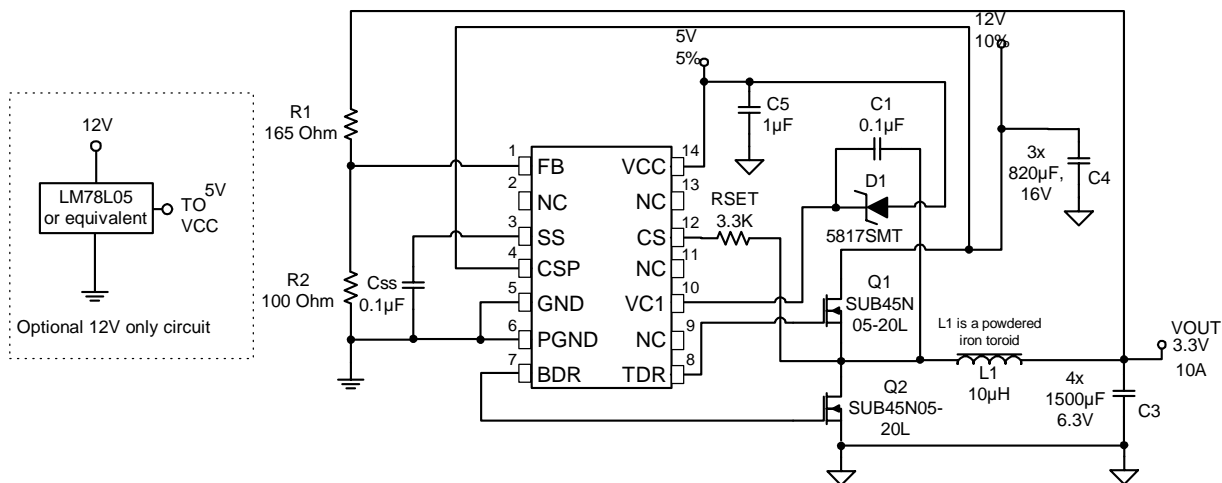 12V
LM78L05
or equivalent
TO 5V
VCC
Optional 12V only circuit
R1
165 Ohm
R2
100 Ohm
Css
0.1µF
1
FB
2
NC
3
SS
4
CSP
5
GND
6
PGND
7
BDR
14
VCC
13
NC
12
CS
11
NC
10
VC1
9
NC
8
TDR
5V
5%
C5
1µF
C1
0.1µF
D1
5817SMT
RSET
3.3K
12V
10%
3x
820µF,
16V
C4
Q1
SUB45N
05-20L
Q2
SUB45N05-
20L
L1 is a powdered
iron toroid
L1
10µH
VOUT
3.3V
10A
4x
1500µF
6.3V
C3